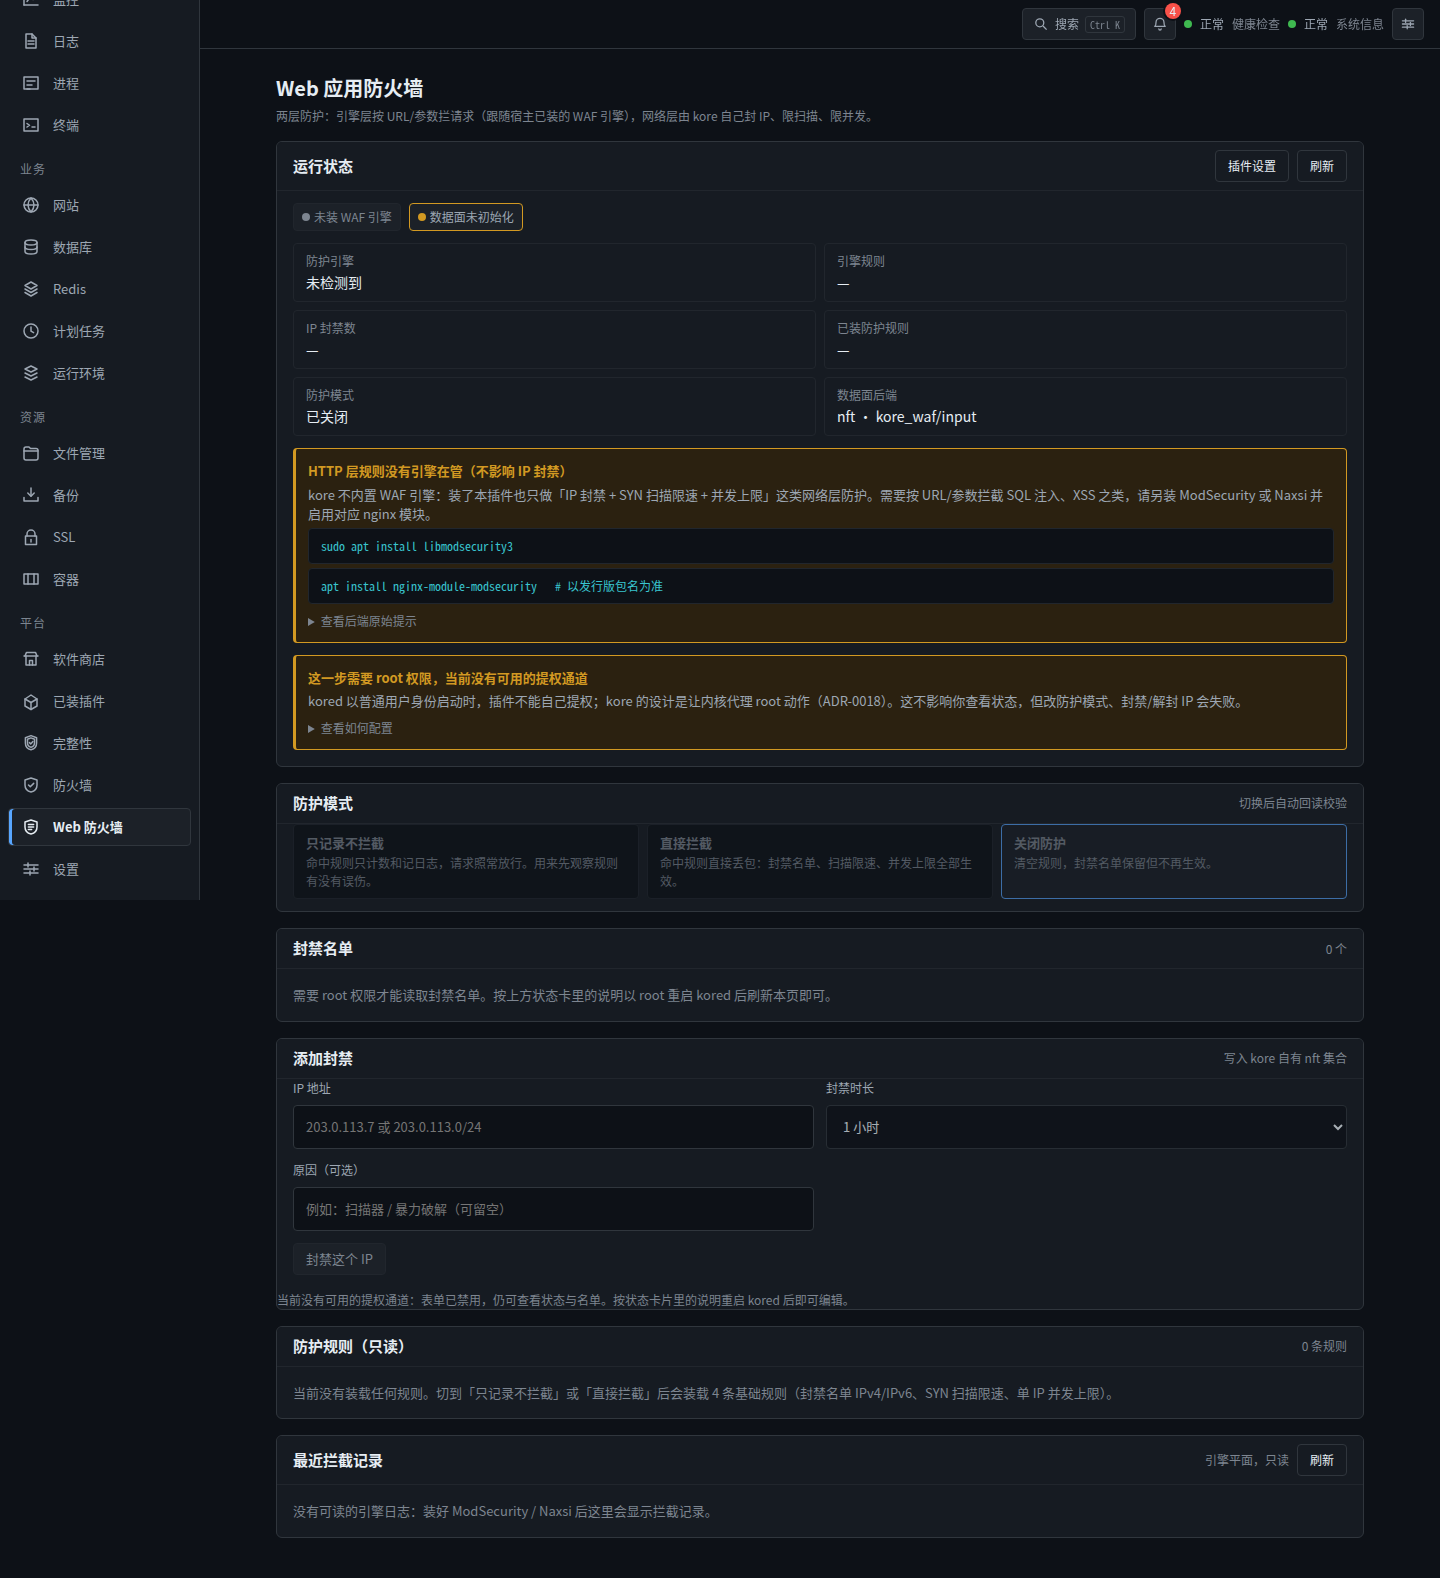 监控
日志
进程
终端
业务
网站
数据库
Redis
计划任务
运行环境
资源
文件管理
备份
SSL
容器
平台
软件商店
已装插件
完整性
防火墙
Web 防火墙
设置
搜索 Ctrl K
4
正常 健康检查
正常 系统信息
Web 应用防火墙
两层防护：引擎层按 URL/参数拦请求（跟随宿主已装的 WAF 引擎），网络层由 kore 自己封 IP、限扫描、限并发。
运行状态
插件设置
刷新
未装 WAF 引擎
数据面未初始化
防护引擎
未检测到
引擎规则
—
IP 封禁数
—
已装防护规则
—
防护模式
已关闭
数据面后端
nft · kore_waf/input
HTTP 层规则没有引擎在管（不影响 IP 封禁）
kore 不内置 WAF 引擎：装了本插件也只做「IP 封禁 + SYN 扫描限速 + 并发上限」这类网络层防护。需要按 URL/参数拦截 SQL 注入、XSS 之类，请另装 ModSecurity 或 Naxsi 并
启用对应 nginx 模块。
sudo apt install libmodsecurity3
apt install nginx-module-modsecurity # 以发行版包名为准
▶ 查看后端原始提示
这一步需要 root 权限，当前没有可用的提权通道
kored 以普通用户身份启动时，插件不能自己提权；kore 的设计是让内核代理 root 动作（ADR-0018）。这不影响你查看状态，但改防护模式、封禁/解封 IP 会失败。
▶ 查看如何配置
防护模式
切换后自动回读校验
只记录不拦截
命中规则只计数和记日志，请求照常放行。用来先观察规则
有没有误伤。
直接拦截
命中规则直接丢包：封禁名单、扫描限速、并发上限全部生
效。
关闭防护
清空规则，封禁名单保留但不再生效。
封禁名单
0 个
需要 root 权限才能读取封禁名单。按上方状态卡里的说明以 root 重启 kored 后刷新本页即可。
添加封禁
写入 kore 自有 nft 集合
IP 地址
203.0.113.7 或 203.0.113.0/24
封禁时长
1 小时
原因（可选）
例如：扫描器 / 暴力破解（可留空）
封禁这个 IP
当前没有可用的提权通道：表单已禁用，仍可查看状态与名单。按状态卡片里的说明重启 kored 后即可编辑。
防护规则（只读）
0 条规则
当前没有装载任何规则。切到「只记录不拦截」或「直接拦截」后会装载 4 条基础规则（封禁名单 IPv4/IPv6、SYN 扫描限速、单 IP 并发上限）。
最近拦截记录
引擎平面，只读
刷新
没有可读的引擎日志：装好 ModSecurity / Naxsi 后这里会显示拦截记录。